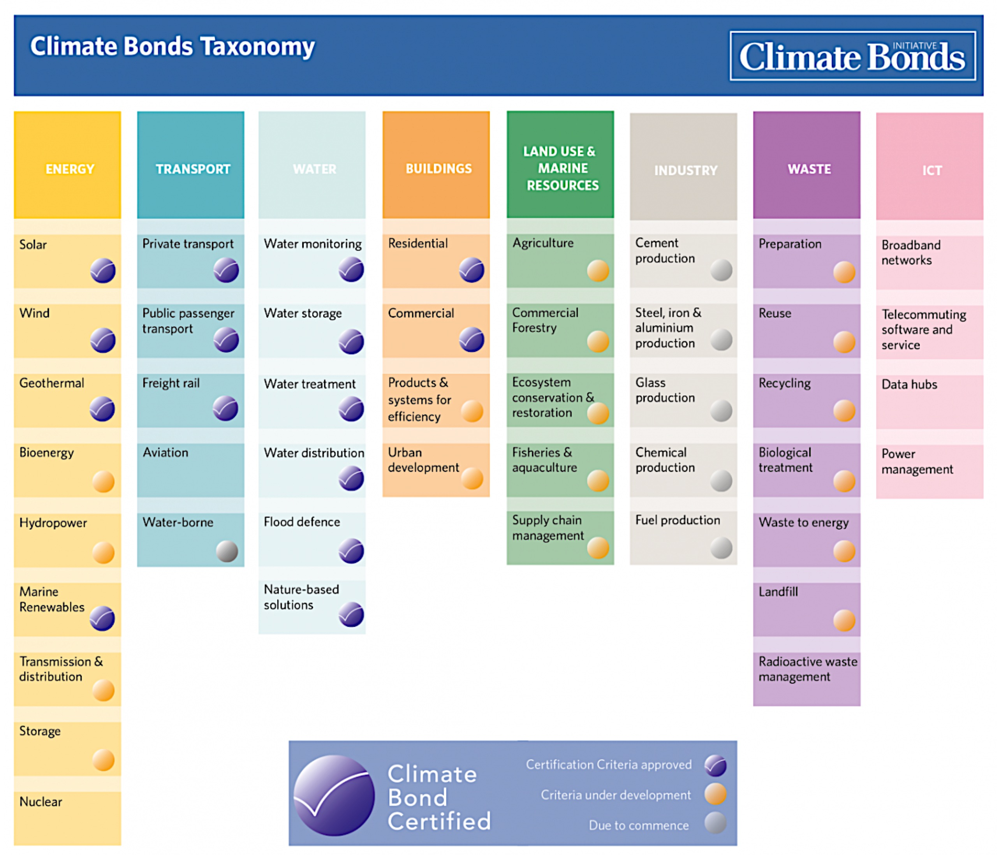 Climate Bonds Taxonomy
INITIATIVE
Climate Bonds
ENERGY
Solar
Wind
Geothermal
Bioenergy
Hydropower
Marine
Renewables
Transmission &
distribution
Storage
Nuclear
TRANSPORT
Private transport
Public passenger
transport
Freight rail
Aviation
Water-borne
WATER
Water monitoring
Water storage
Water treatment
Water distribution
Flood defence
Nature-based
solutions
BUILDINGS
Residential
Commercial
Products &
systems for
efficiency
Urban
development
LAND USE &
MARINE
RESOURCES
Agriculture
Commercial
Forestry
Ecosystem
conservation &
restoration
Fisheries &
aquaculture
Supply chain
management
INDUSTRY
Cement
production
Steel, iron &
aluminium
production
Glass
production
Chemical
production
Fuel production
WASTE
Preparation
Reuse
Recycling
Biological
treatment
Waste to energy
Landfill
Radioactive waste
management
ICT
Broadband
networks
Telecommuting
software and
service
Data hubs
Power
management
Climate
Bond
Certified
Certification Criteria approved
Criteria under development
Due to commence